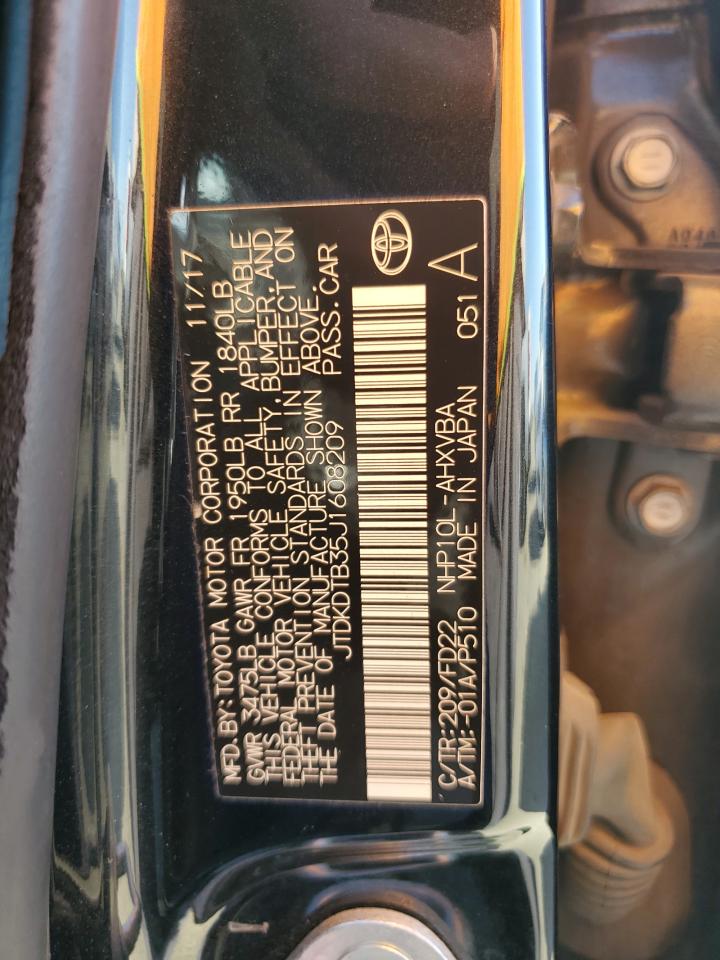 MFD.BY:TOYOTA MOTOR CORPORATION 11/17
GVWR 3475LB GAWR FR 1950LB RR 1840LB
THIS VEHICLE CONFORMS TO ALL APPLICABLE
FEDERAL MOTOR VEHICLE SAFETY,BUMPER,AND
THEFT PREVENTION STANDARDS IN EFFECT ON
THE DATE OF MANUFACTURE SHOWN ABOVE.
JTDKDTB35J1608209 PASS.CAR
C/TR:209/FD22 NHP10L-AHXVBA 051
A/TM:-01A/P510 MADE IN JAPAN A